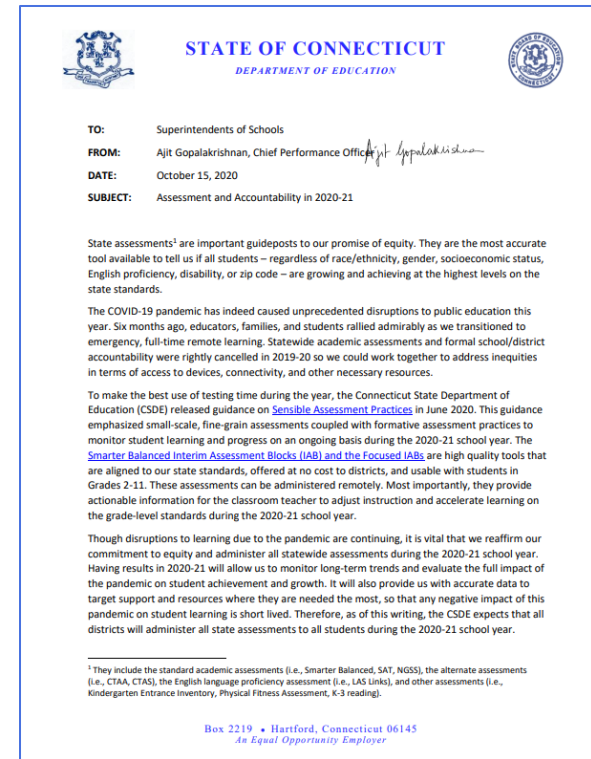 STATE OF CONNECTICUT
DEPARTMENT OF EDUCATION
TO: Superintendents of Schools
FROM: Ajit Gopalakrishnan, Chief Performance Officer Ajit Gopalakrishnan
DATE: October 15, 2020
SUBJECT: Assessment and Accountability in 2020-21
State assessments¹ are important guideposts to our promise of equity. They are the most accurate
tool available to tell us if all students – regardless of race/ethnicity, gender, socioeconomic status,
English proficiency, disability, or zip code – are growing and achieving at the highest levels on the
state standards.
The COVID-19 pandemic has indeed caused unprecedented disruptions to public education this
year. Six months ago, educators, families, and students rallied admirably as we transitioned to
emergency, full-time remote learning. Statewide academic assessments and formal school/district
accountability were rightly cancelled in 2019-20 so we could work together to address inequities
in terms of access to devices, connectivity, and other necessary resources.
To make the best use of testing time during the year, the Connecticut State Department of
Education (CSDE) released guidance on Sensible Assessment Practices in June 2020. This guidance
emphasized small-scale, fine-grain assessments coupled with formative assessment practices to
monitor student learning and progress on an ongoing basis during the 2020-21 school year. The
Smarter Balanced Interim Assessment Blocks (IAB) and the Focused IABs are high quality tools that
are aligned to our state standards, offered at no cost to districts, and usable with students in
Grades 2-11. These assessments can be administered remotely. Most importantly, they provide
actionable information for the classroom teacher to adjust instruction and accelerate learning on
the grade-level standards during the 2020-21 school year.
Though disruptions to learning due to the pandemic are continuing, it is vital that we reaffirm our
commitment to equity and administer all statewide assessments during the 2020-21 school year.
Having results in 2020-21 will allow us to monitor long-term trends and evaluate the full impact of
the pandemic on student achievement and growth. It will also provide us with accurate data to
target support and resources where they are needed the most, so that any negative impact of this
pandemic on student learning is short lived. Therefore, as of this writing, the CSDE expects that all
districts will administer all state assessments to all students during the 2020-21 school year.
¹ They include the standard academic assessments (i.e., Smarter Balanced, SAT, NGSS), the alternate assessments
(i.e., CTAA, CTAS), the English language proficiency assessment (i.e., LAS Links), and other assessments (i.e.,
Kindergarten Entrance Inventory, Physical Fitness Assessment, K-3 reading).
Box 2219 • Hartford, Connecticut 06145
An Equal Opportunity Employer